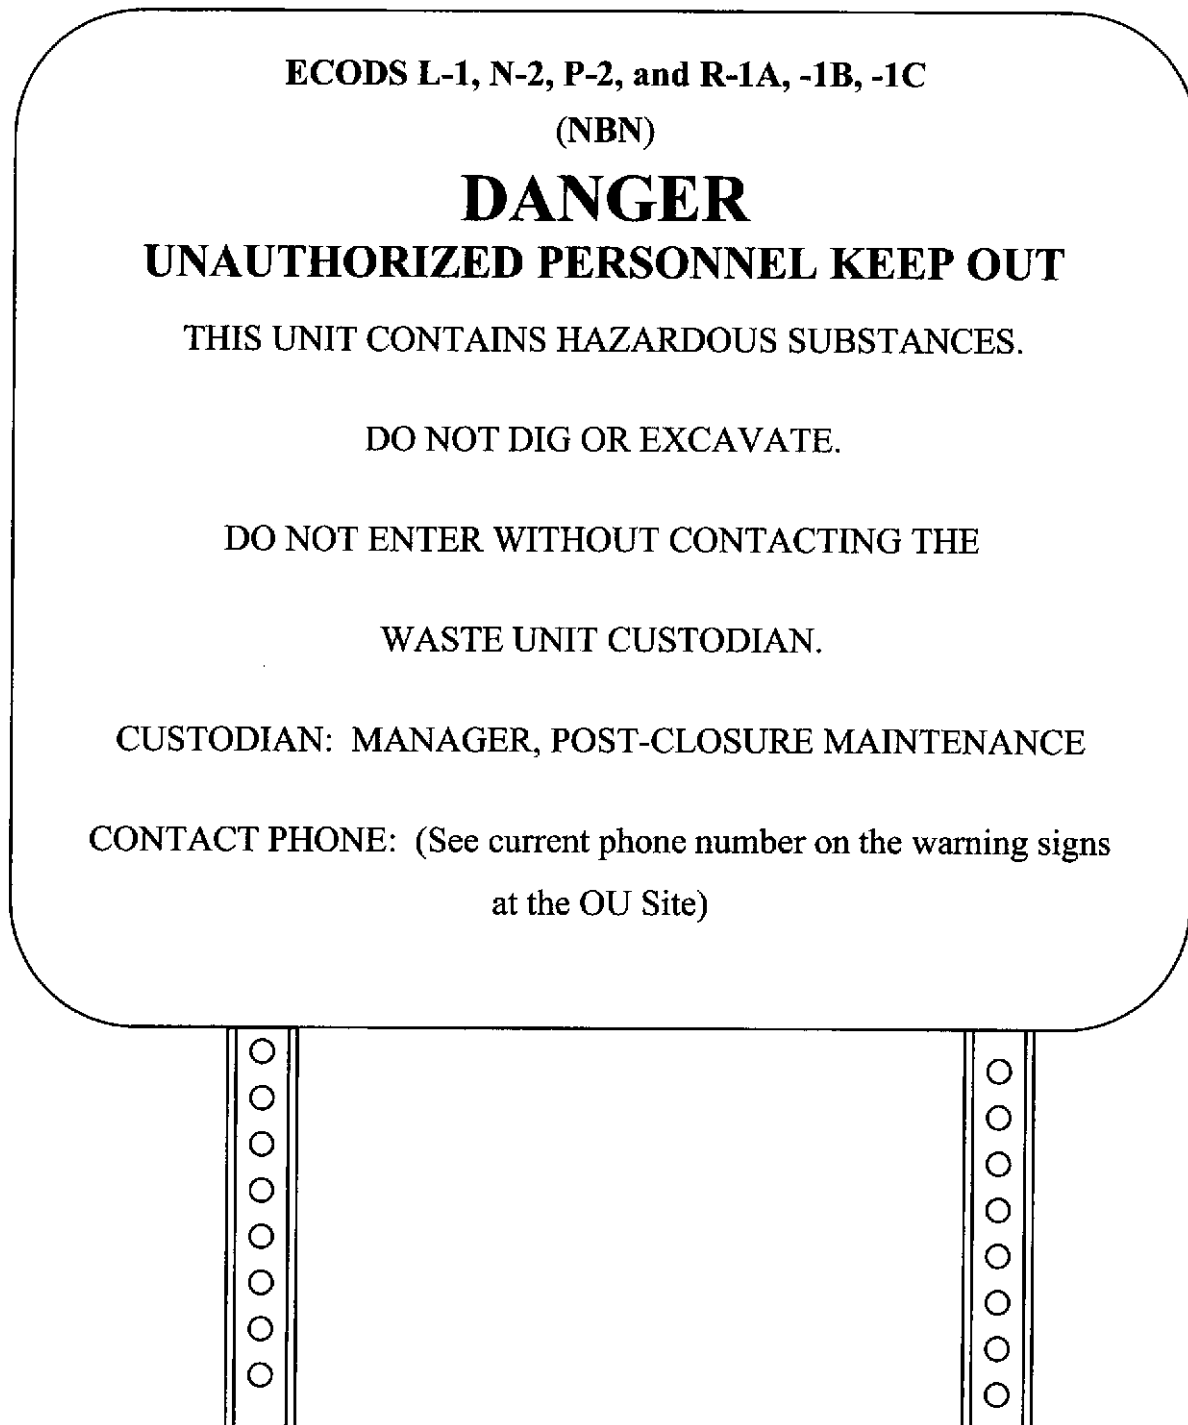 ECODS L-1, N-2, P-2, and R-1A, -1B, -1C
(NBN)
DANGER
UNAUTHORIZED PERSONNEL KEEP OUT
THIS UNIT CONTAINS HAZARDOUS SUBSTANCES.
DO NOT DIG OR EXCAVATE.
DO NOT ENTER WITHOUT CONTACTING THE
WASTE UNIT CUSTODIAN.
CUSTODIAN: MANAGER, POST-CLOSURE MAINTENANCE
CONTACT PHONE: (See current phone number on the warning signs
at the OU Site)